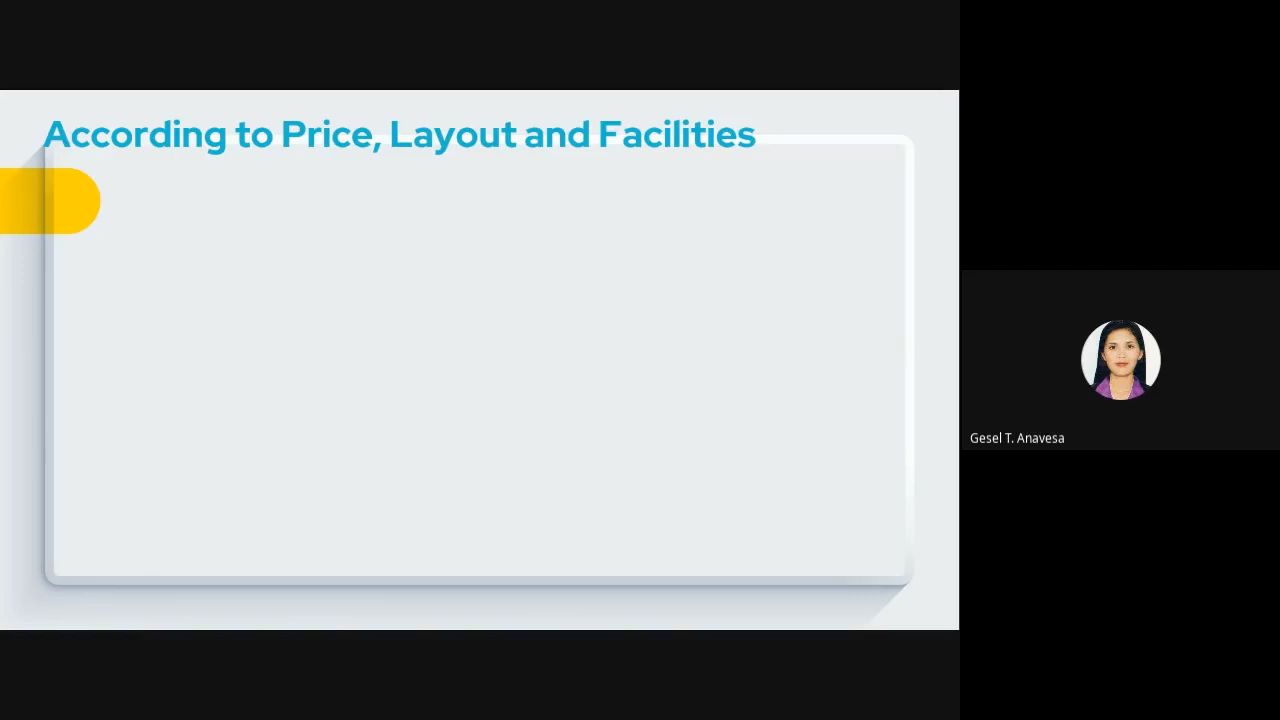 According to Price, Layout and Facilities
Gesel T. Anavesa